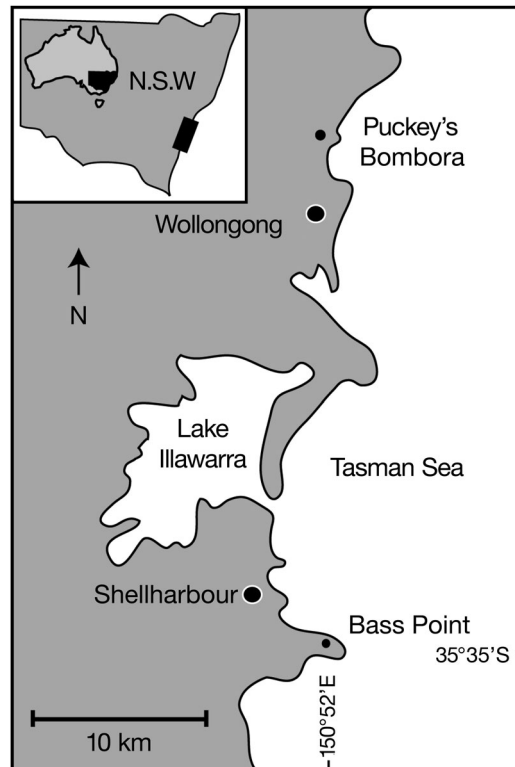 N.S.W
Puckey's
Bombora
Wollongong
N
Lake
Illawarra
Tasman Sea
Shellharbour
Bass Point
35°35'S
150°52'E
10 km